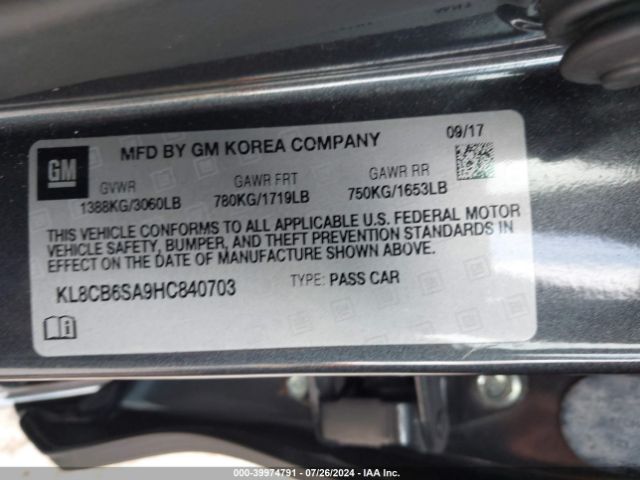 MFD BY GM KOREA COMPANY
09/17
GM
GVWR
GAWR FRT
GAWR RR
1388KG/3060LB
780KG/1719LB
750KG/1653LB
THIS VEHICLE CONFORMS TO ALL APPLICABLE U.S. FEDERAL MOTOR
VEHICLE SAFETY, BUMPER, AND THEFT PREVENTION STANDARDS IN
EFFECT ON THE DATE OF MANUFACTURE SHOWN ABOVE.
KL8CB6SA9HC840703
TYPE: PASS CAR
000-39974791 - 07/26/2024 - IAA Inc.